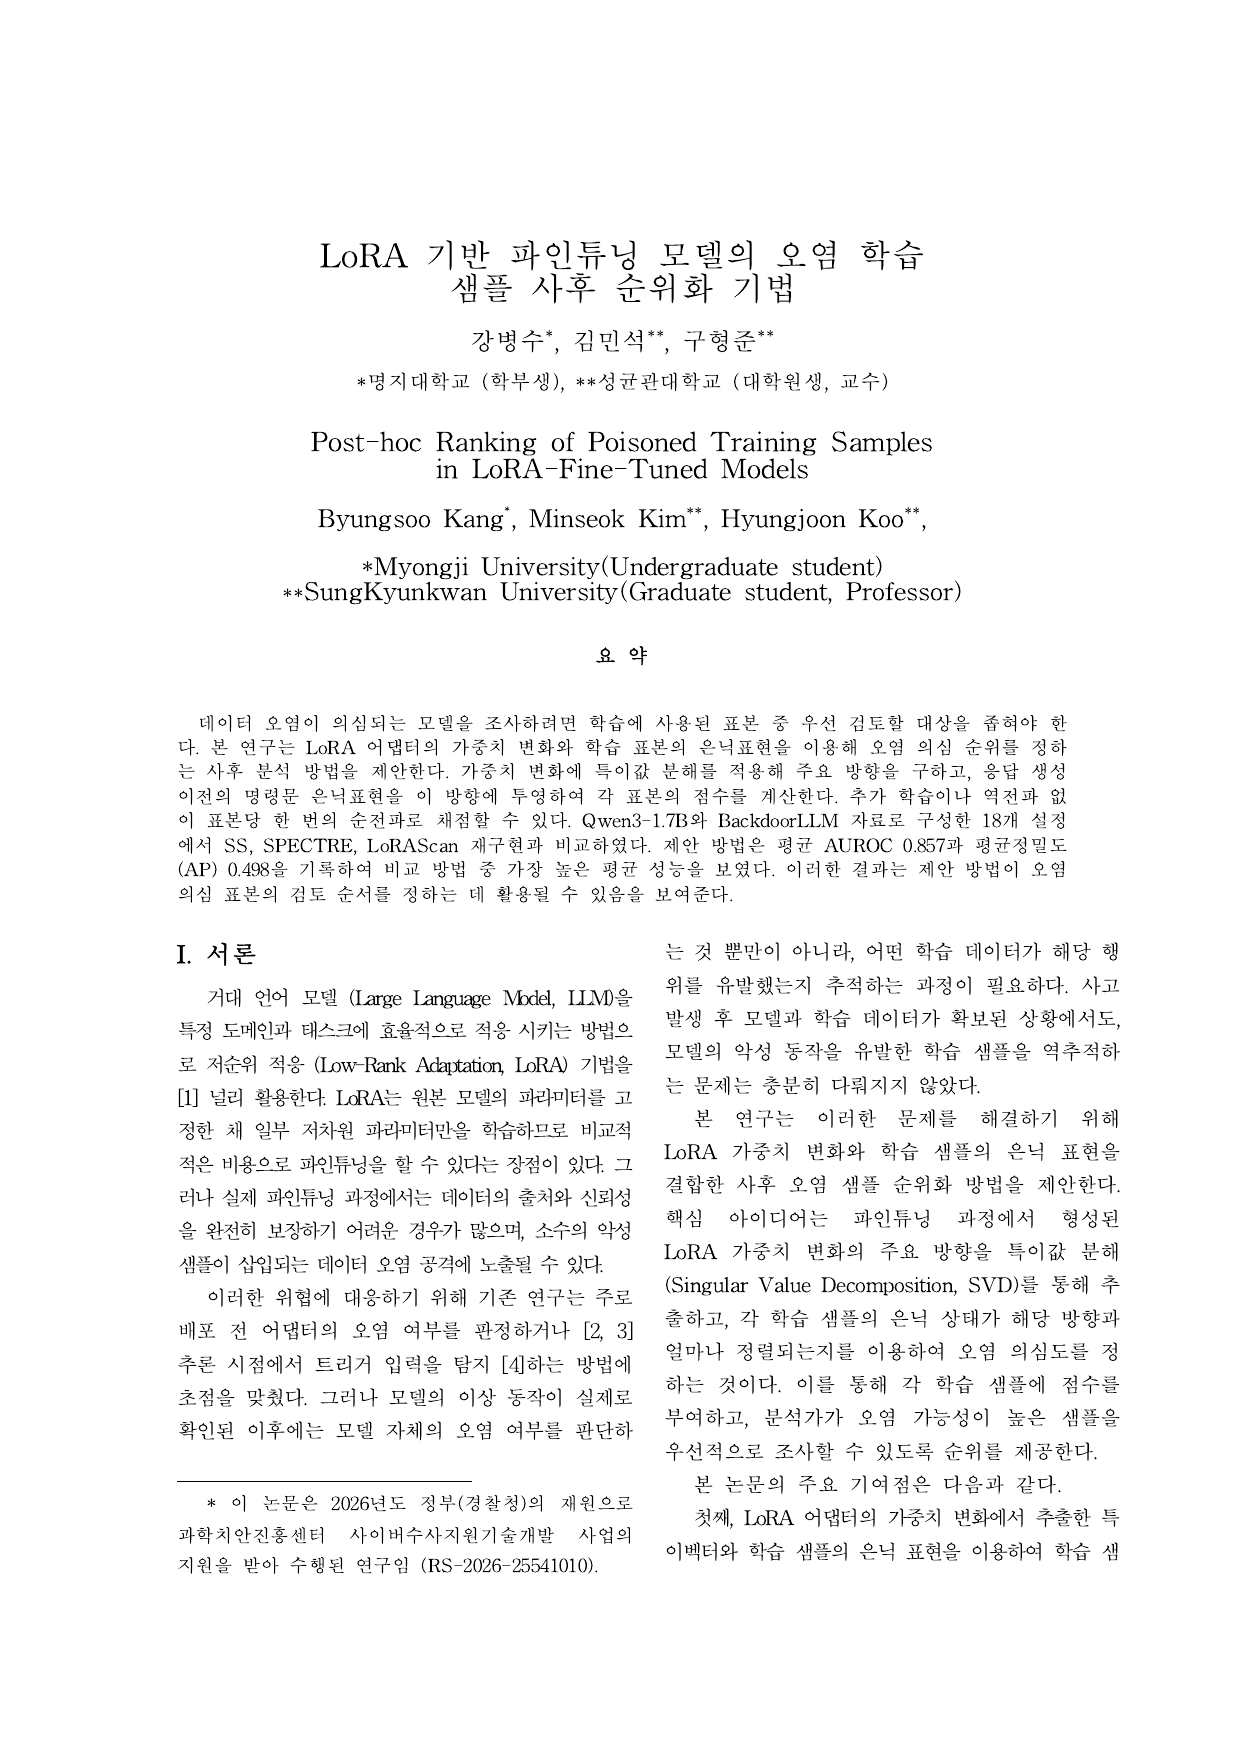 LoRA 기반 파인튜닝 모델의 오염 학습
샘플 사후 순위화 기법
강병수*, 김민석**, 구형준**
*명지대학교 (학부생), **성균관대학교 (대학원생, 교수)
Post-hoc Ranking of Poisoned Training Samples
in LoRA-Fine-Tuned Models
Byungsoo Kang*, Minseok Kim**, Hyungjoon Koo**,
*Myongji University(Undergraduate student)
**SungKyunkwan University(Graduate student, Professor)
요 약
데이터 오염이 의심되는 모델을 조사하려면 학습에 사용된 표본 중 우선 검토할 대상을 좁혀야 한
다. 본 연구는 LoRA 어댑터의 가중치 변화와 학습 표본의 은닉표현을 이용해 오염 의심 순위를 정하
는 사후 분석 방법을 제안한다. 가중치 변화에 특이값 분해를 적용해 주요 방향을 구하고, 응답 생성
이전의 명령문 은닉표현을 이 방향에 투영하여 각 표본의 점수를 계산한다. 추가 학습이나 역전파 없
이 표본당 한 번의 순전파로 채점할 수 있다. Qwen3-1.7B와 BackdoorLLM 자료로 구성한 18개 설정
에서 SS, SPECTRE, LoRAScan 재구현과 비교하였다. 제안 방법은 평균 AUROC 0.857과 평균정밀도
(AP) 0.498을 기록하여 비교 방법 중 가장 높은 평균 성능을 보였다. 이러한 결과는 제안 방법이 오염
의심 표본의 검토 순서를 정하는 데 활용될 수 있음을 보여준다.
I. 서론
거대 언어 모델 (Large Language Model, LLM)을
특정 도메인과 태스크에 효율적으로 적응 시키는 방법으
로 저순위 적응 (Low-Rank Adaptation, LoRA) 기법을
[1] 널리 활용한다. LoRA는 원본 모델의 파라미터를 고
정한 채 일부 저차원 파라미터만을 학습하므로 비교적
적은 비용으로 파인튜닝을 할 수 있다는 장점이 있다. 그
러나 실제 파인튜닝 과정에서는 데이터의 출처와 신뢰성
을 완전히 보장하기 어려운 경우가 많으며, 소수의 악성
샘플이 삽입되는 데이터 오염 공격에 노출될 수 있다.
이러한 위협에 대응하기 위해 기존 연구는 주로
배포 전 어댑터의 오염 여부를 판정하거나 [2, 3]
추론 시점에서 트리거 입력을 탐지 [4]하는 방법에
초점을 맞췄다. 그러나 모델의 이상 동작이 실제로
확인된 이후에는 모델 자체의 오염 여부를 판단하
* 이 논문은 2026년도 정부(경찰청)의 재원으로
과학치안진흥센터 사이버수사지원기술개발 사업의
지원을 받아 수행된 연구임 (RS-2026-25541010).
는 것 뿐만이 아니라, 어떤 학습 데이터가 해당 행
위를 유발했는지 추적하는 과정이 필요하다. 사고
발생 후 모델과 학습 데이터가 확보된 상황에서도,
모델의 악성 동작을 유발한 학습 샘플을 역추적하
는 문제는 충분히 다뤄지지 않았다.
본 연구는 이러한 문제를 해결하기 위해
LoRA 가중치 변화와 학습 샘플의 은닉 표현을
결합한 사후 오염 샘플 순위화 방법을 제안한다.
핵심 아이디어는 파인튜닝 과정에서 형성된
LoRA 가중치 변화의 주요 방향을 특이값 분해
(Singular Value Decomposition, SVD)를 통해 추
출하고, 각 학습 샘플의 은닉 상태가 해당 방향과
얼마나 정렬되는지를 이용하여 오염 의심도를 정
하는 것이다. 이를 통해 각 학습 샘플에 점수를
부여하고, 분석가가 오염 가능성이 높은 샘플을
우선적으로 조사할 수 있도록 순위를 제공한다.
본 논문의 주요 기여점은 다음과 같다.
첫째, LoRA 어댑터의 가중치 변화에서 추출한 특
이벡터와 학습 샘플의 은닉 표현을 이용하여 학습 샘